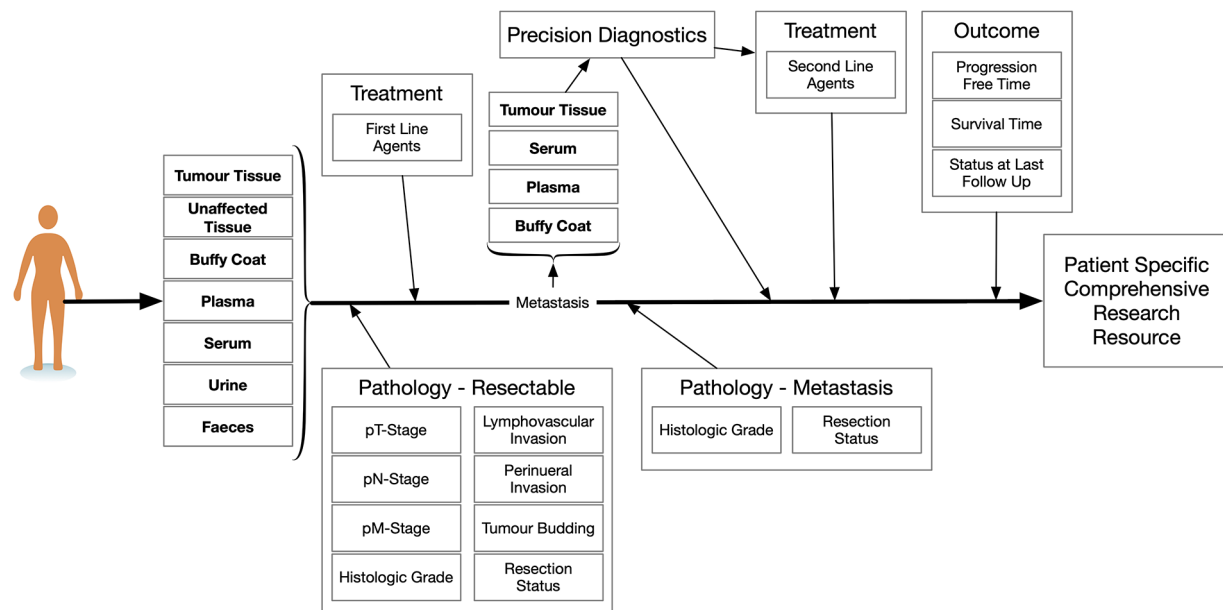 Tumour Tissue
Unaffected
Tissue
Buffy Coat
Plasma
Serum
Urine
Faeces
Treatment
First Line
Agents
Pathology - Resectable
pT-Stage
Lymphovascular
Invasion
pN-Stage
Perinueral
Invasion
pM-Stage
Tumour Budding
Histologic Grade
Resection
Status
Precision Diagnostics
Tumour Tissue
Serum
Plasma
Buffy Coat
Metastasis
Pathology - Metastasis
Histologic Grade
Resection
Status
Treatment
Second Line
Agents
Outcome
Progression
Free Time
Survival Time
Status at Last
Follow Up
Patient Specific
Comprehensive
Research
Resource